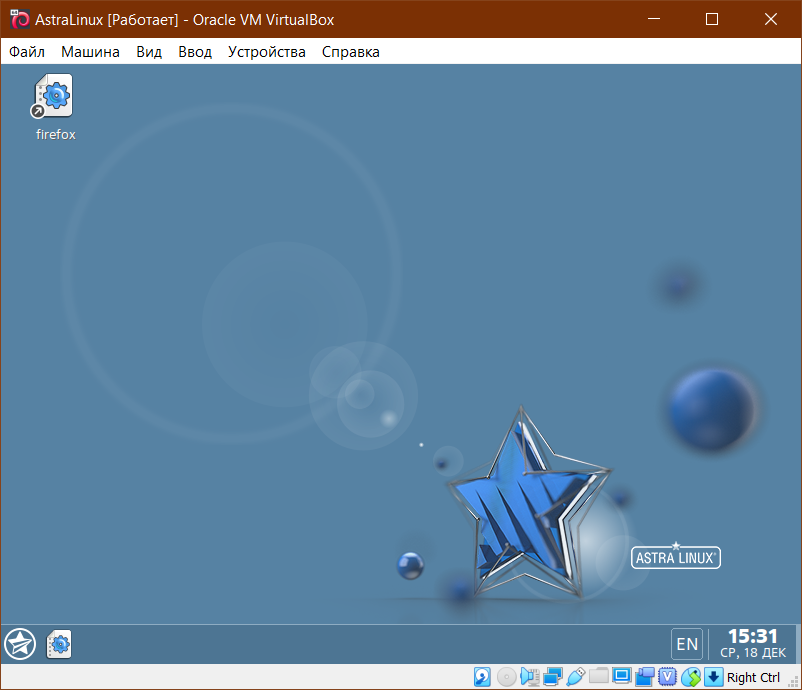 AstraLinux [Работает] - Oracle VM VirtualBox
Файл Машина Вид Ввод Устройства Справка
firefox
ASTRA LINUX
EN
15:31
СР, 18 ДЕК
Right Ctrl